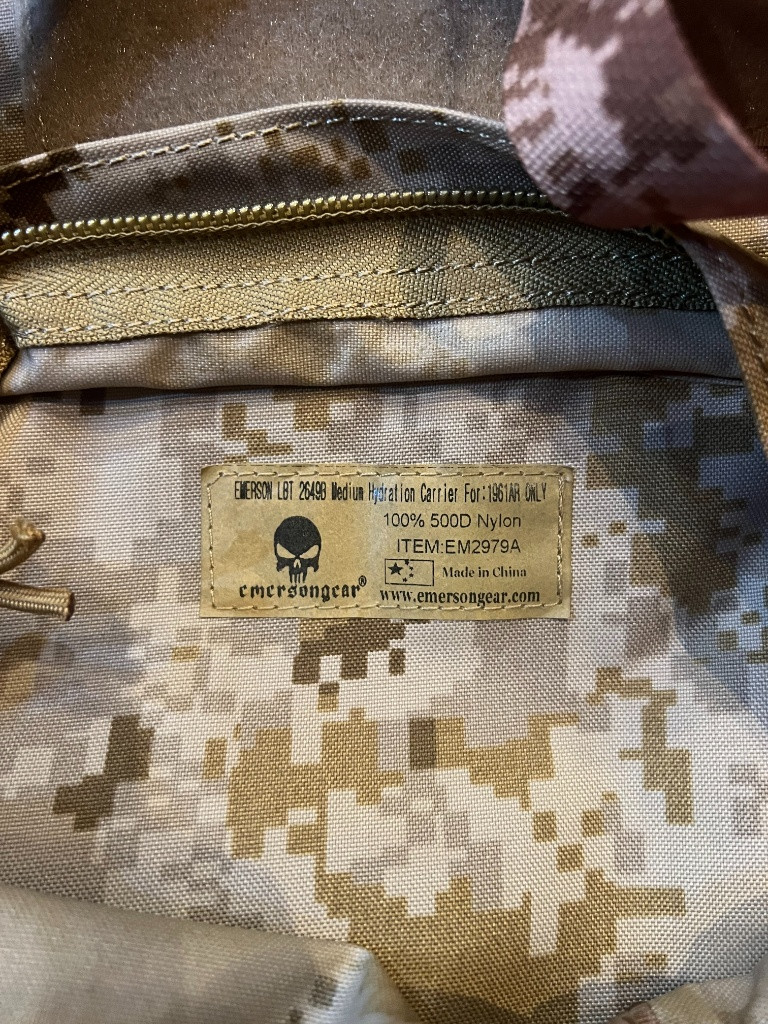 EMERSON LBT 2649B Medium Hydration Carrier For:1961AR ONLY
100% 500D Nylon
ITEM:EM2979A
Made in China
emersongear®
www.emersongear.com